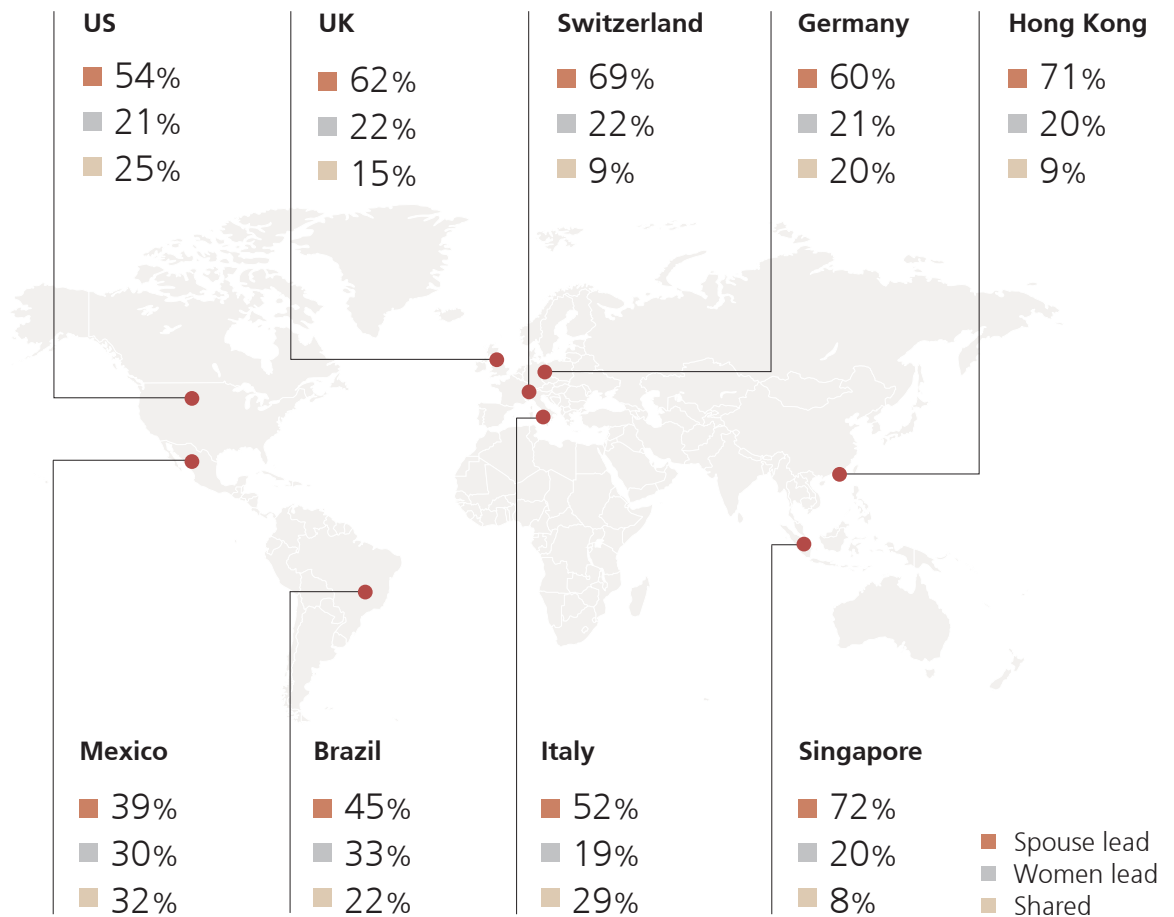 US
54%
21%
25%
UK
62%
22%
15%
Switzerland
69%
22%
9%
Germany
60%
21%
20%
Hong Kong
71%
20%
9%
Mexico
39%
30%
32%
Brazil
45%
33%
22%
Italy
52%
19%
29%
Singapore
72%
20%
8%
Spouse lead
Women lead
Shared